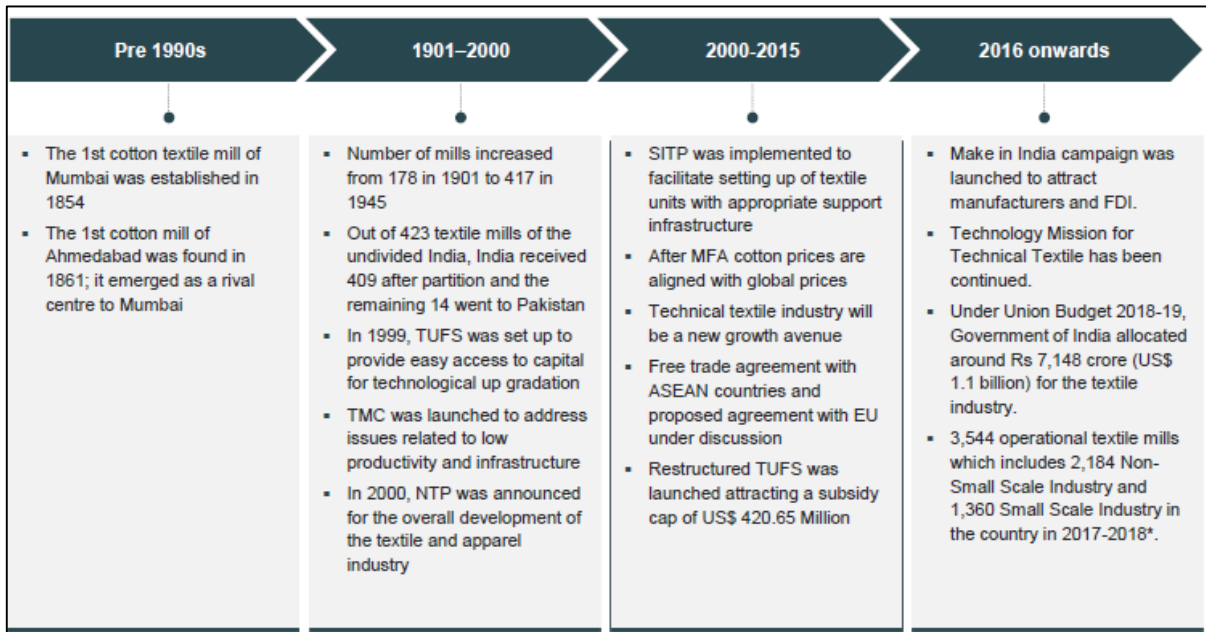 Pre 1990s
1901–2000
2000-2015
2016 onwards
▪ The 1st cotton textile mill of
Mumbai was established in
1854
▪ The 1st cotton mill of
Ahmedabad was found in
1861; it emerged as a rival
centre to Mumbai
▪ Number of mills increased
from 178 in 1901 to 417 in
1945
▪ Out of 423 textile mills of the
undivided India, India received
409 after partition and the
remaining 14 went to Pakistan
▪ In 1999, TUFS was set up to
provide easy access to capital
for technological up gradation
▪ TMC was launched to address
issues related to low
productivity and infrastructure
▪ In 2000, NTP was announced
for the overall development of
the textile and apparel
industry
▪ SITP was implemented to
facilitate setting up of textile
units with appropriate support
infrastructure
▪ After MFA cotton prices are
aligned with global prices
▪ Technical textile industry will
be a new growth avenue
▪ Free trade agreement with
ASEAN countries and
proposed agreement with EU
under discussion
▪ Restructured TUFS was
launched attracting a subsidy
cap of US$ 420.65 Million
▪ Make in India campaign was
launched to attract
manufacturers and FDI.
▪ Technology Mission for
Technical Textile has been
continued.
▪ Under Union Budget 2018-19,
Government of India allocated
around Rs 7,148 crore (US$
1.1 billion) for the textile
industry.
▪ 3,544 operational textile mills
which includes 2,184 Non-
Small Scale Industry and
1,360 Small Scale Industry in
the country in 2017-2018*.